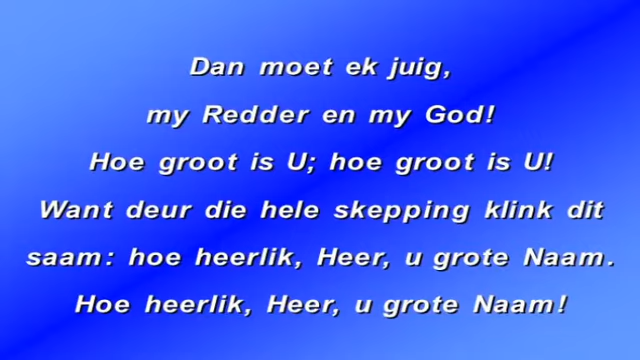 Dan moet ek juig,
my Redder en my God!
Hoe groot is U; hoe groot is U!
Want deur die hele skepping klink dit
saam: hoe heerlik, Heer, u grote Naam.
Hoe heerlik, Heer, u grote Naam!